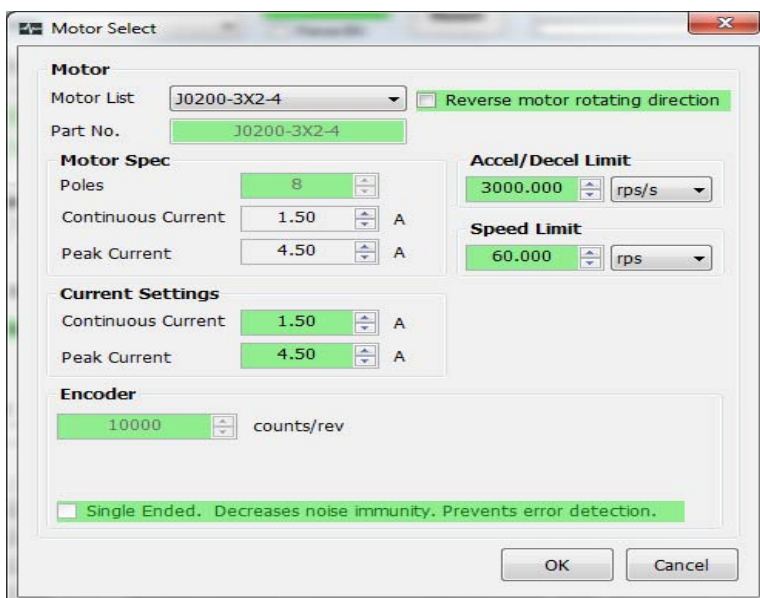 Motor Select
Motor
Motor List J0200-3X2-4 Reverse motor rotating direction
Part No. J0200-3X2-4
Motor Spec Accel/Decel Limit
Poles 8 3000.000 rps/s
Continuous Current 1.50 A Speed Limit
Peak Current 4.50 A 60.000 rps
Current Settings
Continuous Current 1.50 A
Peak Current 4.50 A
Encoder
10000 counts/rev
Single Ended. Decreases noise immunity. Prevents error detection.
OK Cancel